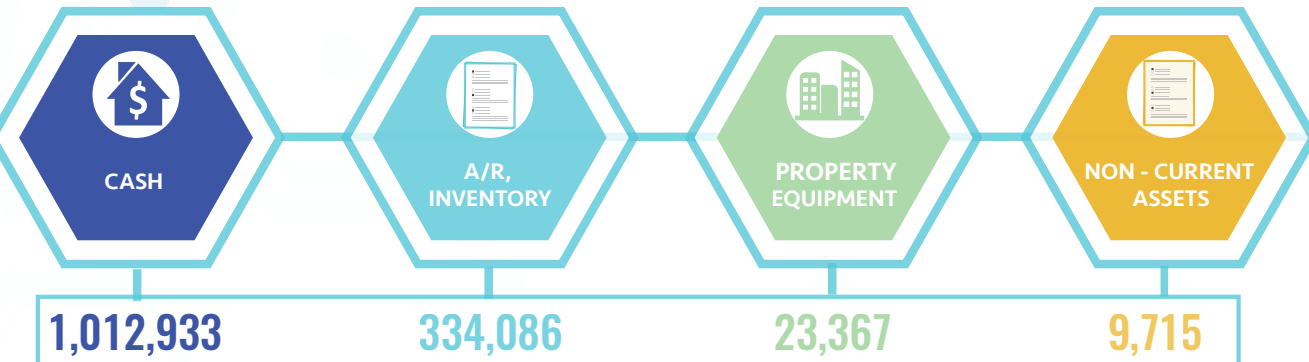 $
CASH
A/R,
INVENTORY
PROPERTY
EQUIPMENT
NON - CURRENT
ASSETS
1,012,933
334,086
23,367
9,715